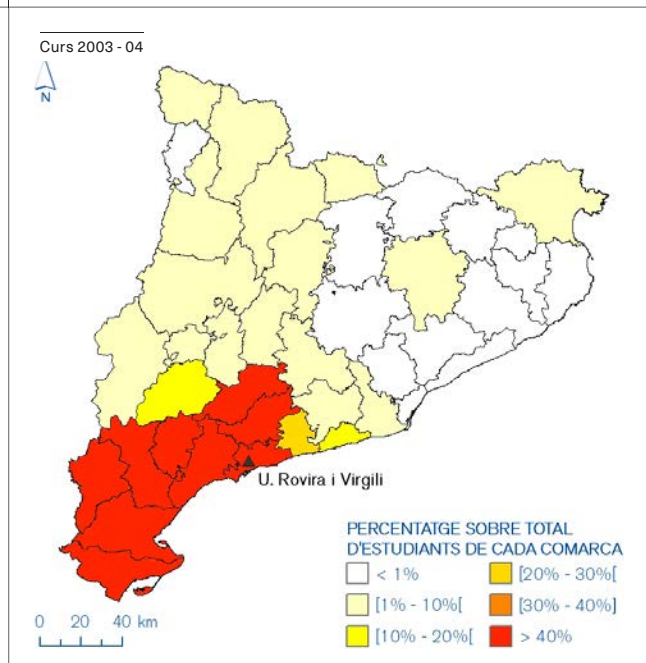 Curs 2003 - 04
N
U. Rovira i Virgili
PERCENTATGE SOBRE TOTAL
D'ESTUDIANTS DE CADA COMARCA
< 1%
[20% - 30%[
[1% - 10%[
[30% - 40%]
[10% - 20%[
> 40%
0 20 40 km